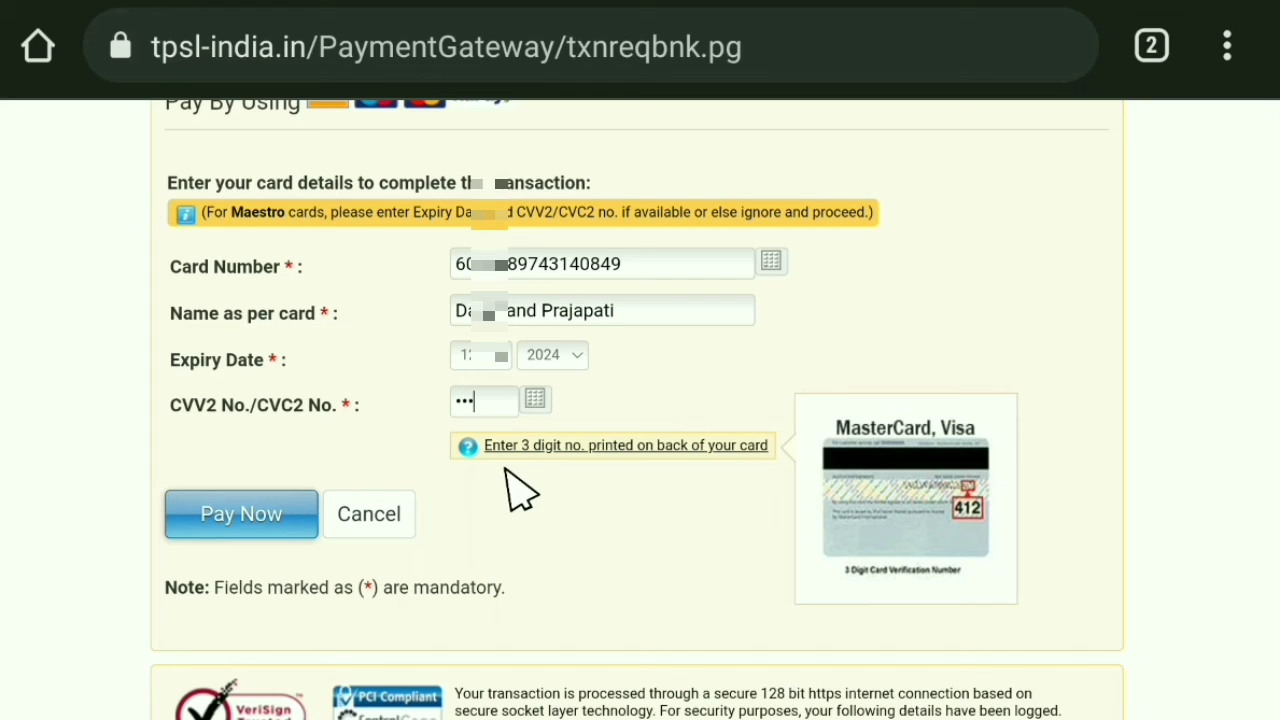 tpsl-india.in/PaymentGateway/txnreqbnk.pg
2
Pay By Using
Enter your card details to complete
(For Maestro cards, please enter Expiry CVV2/CVC2 no. if available or else ignore and proceed.)
Card Number * :
Name as per card * : Prajapati
Expiry Date * : 2024
CVV2 No./CVC2 No. * : •••
Enter 3 digit no. printed on back of your card
MasterCard, Visa
412
3 Digit Card Verification Number
Pay Now Cancel
Note: Fields marked as (*) are mandatory.
VeriSign
PCI Compliant
Your transaction is processed through a secure 128 bit https internet connection based on
secure socket layer technology. For security purposes, your following details have been logged.